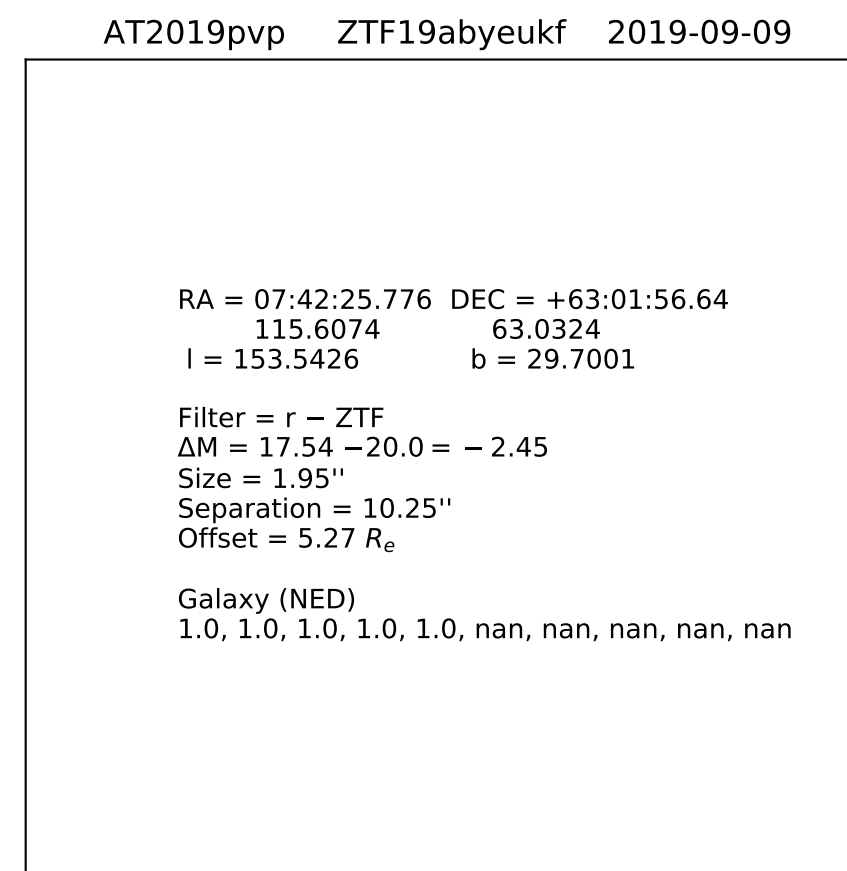 AT2019pvp ZTF19abyeukf 2019-09-09
RA = 07:42:25.776 DEC = +63:01:56.64
115.6074 63.0324
l = 153.5426 b = 29.7001
Filter = r − ZTF
ΔM = 17.54 −20.0 = − 2.45
Size = 1.95''
Separation = 10.25''
Offset = 5.27 Rₑ
Galaxy (NED)
1.0, 1.0, 1.0, 1.0, 1.0, nan, nan, nan, nan, nan